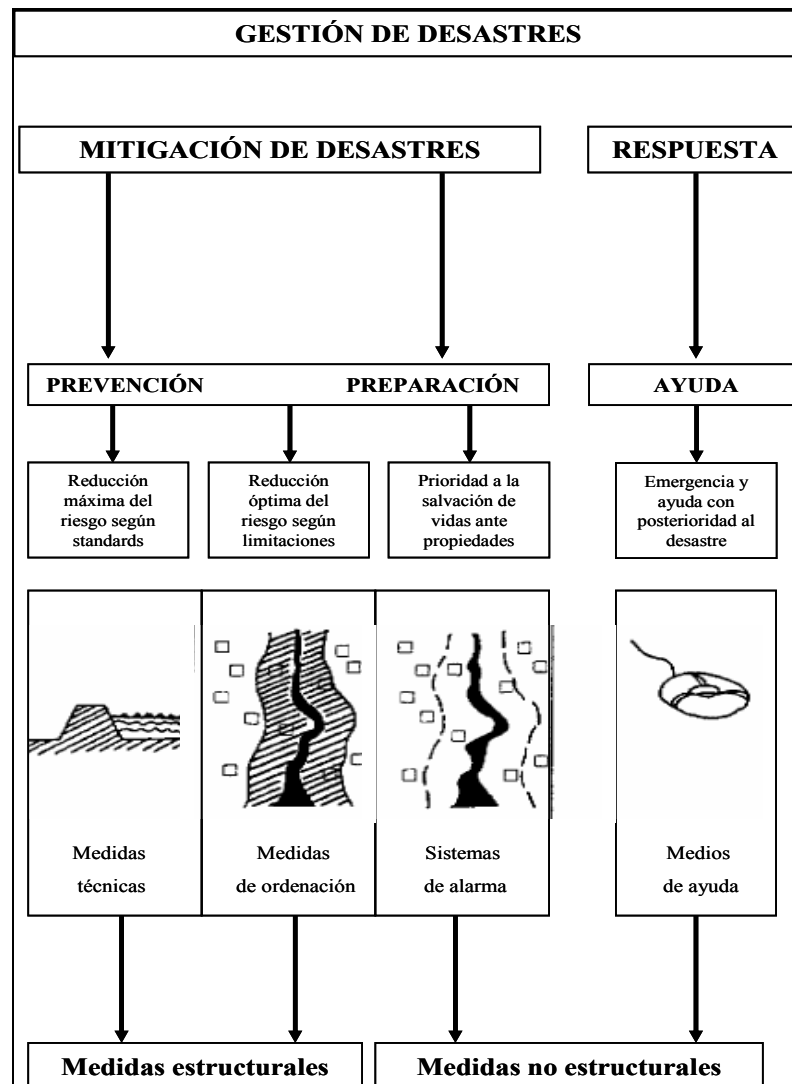 GESTIÓN DE DESASTRES
MITIGACIÓN DE DESASTRES
RESPUESTA
PREVENCIÓN
PREPARACIÓN
AYUDA
Reducción
máxima del
riesgo según
standards
Reducción
óptima del
riesgo según
limitaciones
Prioridad a la
salvación de
vidas ante
propiedades
Emergencia y
ayuda con
posterioridad al
desastre
Medidas
técnicas
Medidas
de ordenación
Sistemas
de alarma
Medios
de ayuda
Medidas estructurales
Medidas no estructurales